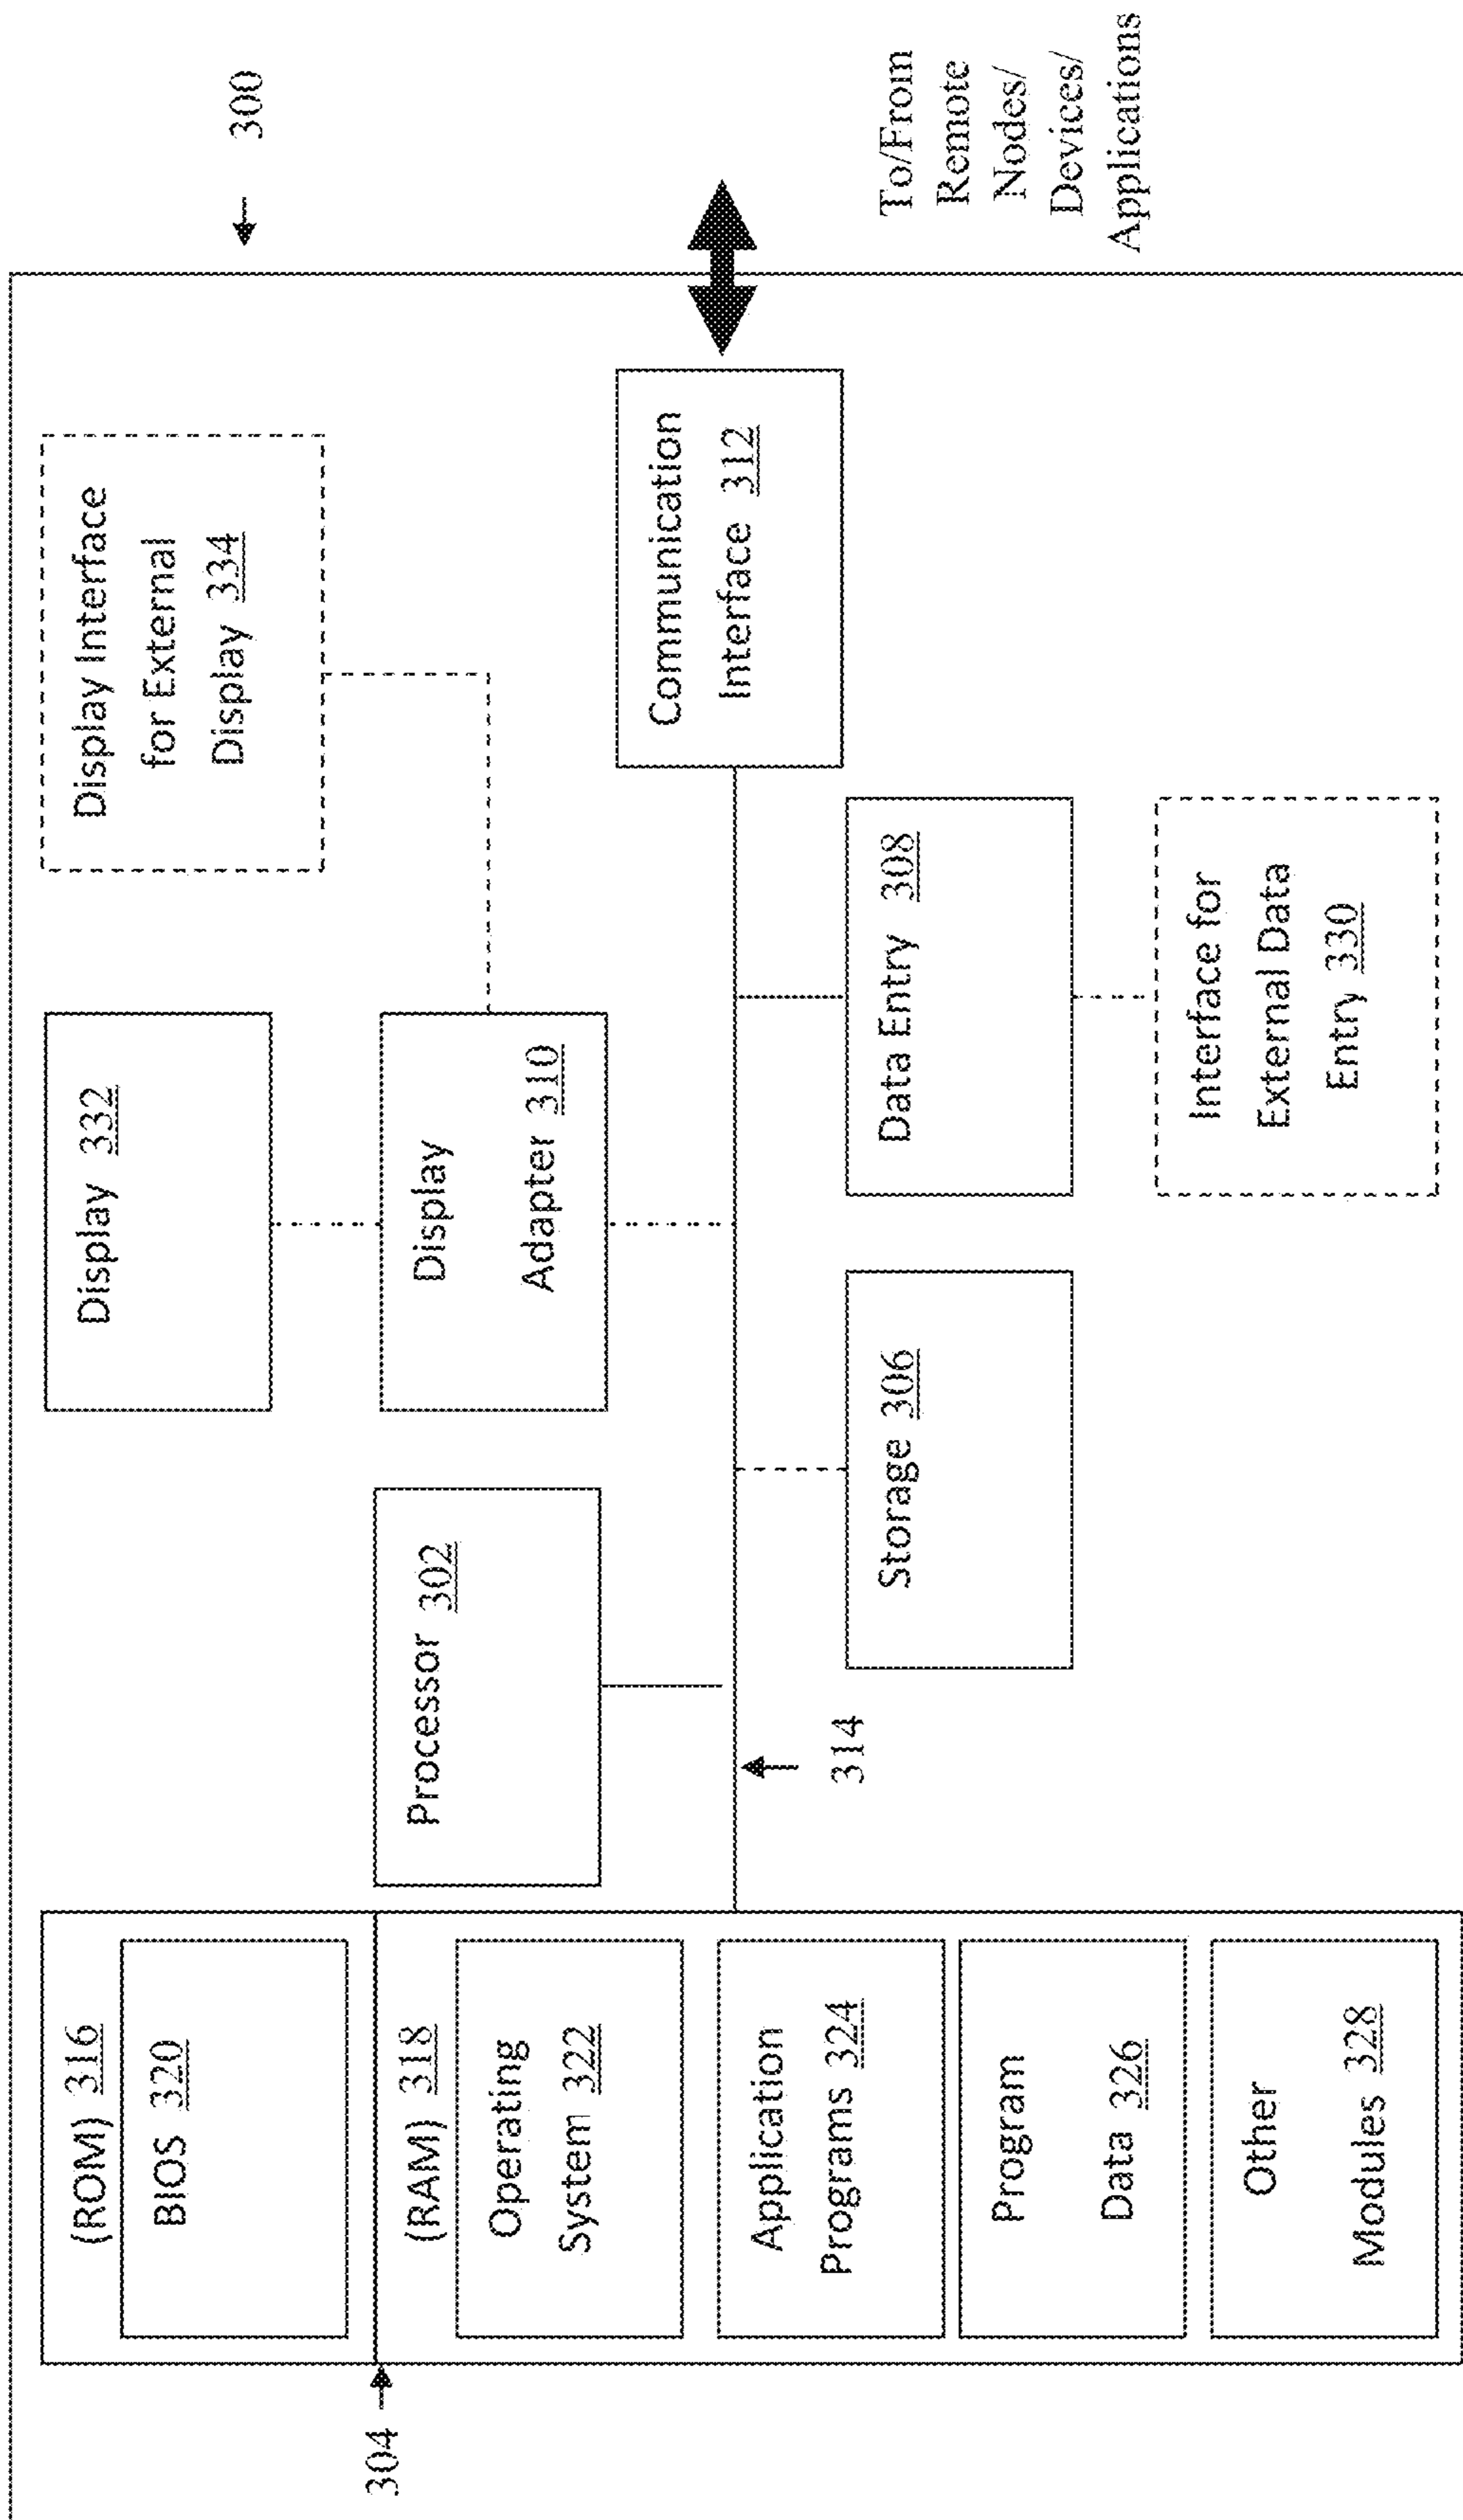 300
(ROM) 316
BIOS 320
304
(RAM) 318
Operating
System 322
Application
Programs 324
Program
Data 326
Other
Modules 328
Processor 302
314
Display 332
Display
Adapter 310
Storage 306
Display Interface
for External
Display 334
Data Entry 308
Interface for
External Data
Entry 330
Communication
Interface 312
To/From
Remote
Nodes/
Devices/
Applications